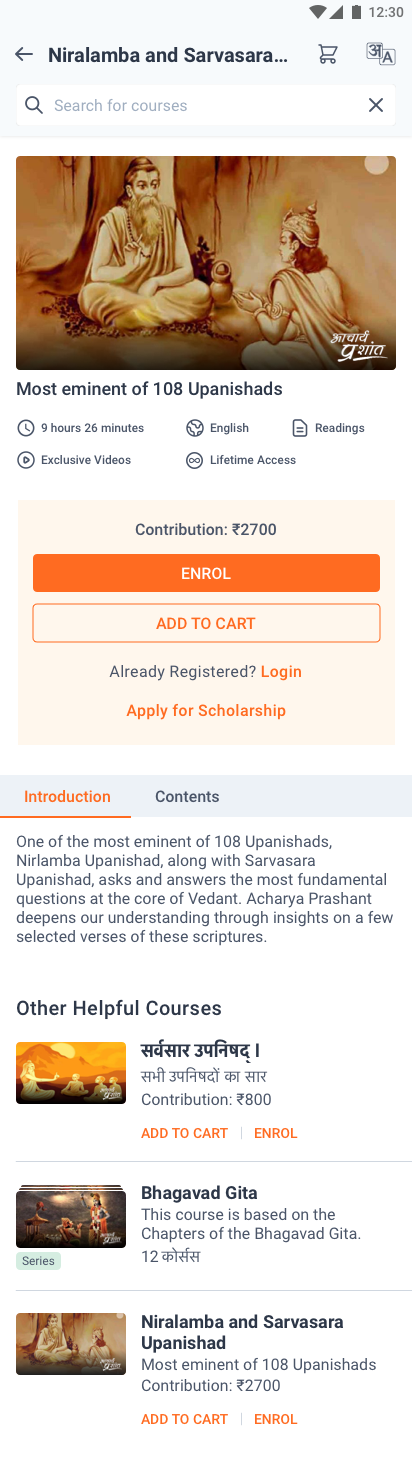 12:30
Niralamba and Sarvasara...
अ A
Search for courses
आचार्य
प्रशांत
Most eminent of 108 Upanishads
9 hours 26 minutes
English
Readings
Exclusive Videos
Lifetime Access
Contribution: ₹2700
ENROL
ADD TO CART
Already Registered? Login
Apply for Scholarship
Introduction
Contents
One of the most eminent of 108 Upanishads,
Nirlamba Upanishad, along with Sarvasara
Upanishad, asks and answers the most fundamental
questions at the core of Vedant. Acharya Prashant
deepens our understanding through insights on a few
selected verses of these scriptures.
Other Helpful Courses
सर्वसार उपनिषद् ।
सभी उपनिषदों का सार
Contribution: ₹800
ADD TO CART
ENROL
Bhagavad Gita
This course is based on the
Chapters of the Bhagavad Gita.
12 कोर्सस
Series
Niralamba and Sarvasara
Upanishad
Most eminent of 108 Upanishads
Contribution: ₹2700
ADD TO CART
ENROL